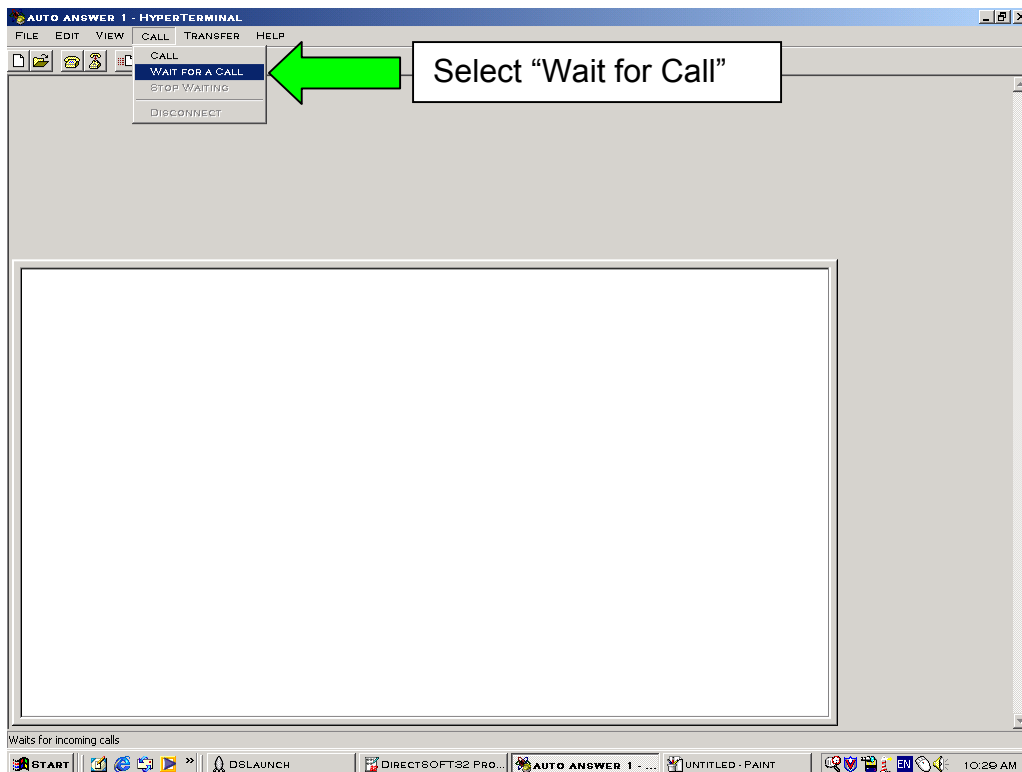 AUTO ANSWER 1 - HYPERTERMINAL
FILE EDIT VIEW CALL TRANSFER HELP
CALL
WAIT FOR A CALL
STOP WAITING
DISCONNECT
Select “Wait for Call”
Waits for incoming calls
START » DSLAUNCH DIRECTSOFT32 PRO... AUTO ANSWER 1 - ... UNTITLED - PAINT EN 10:29 AM